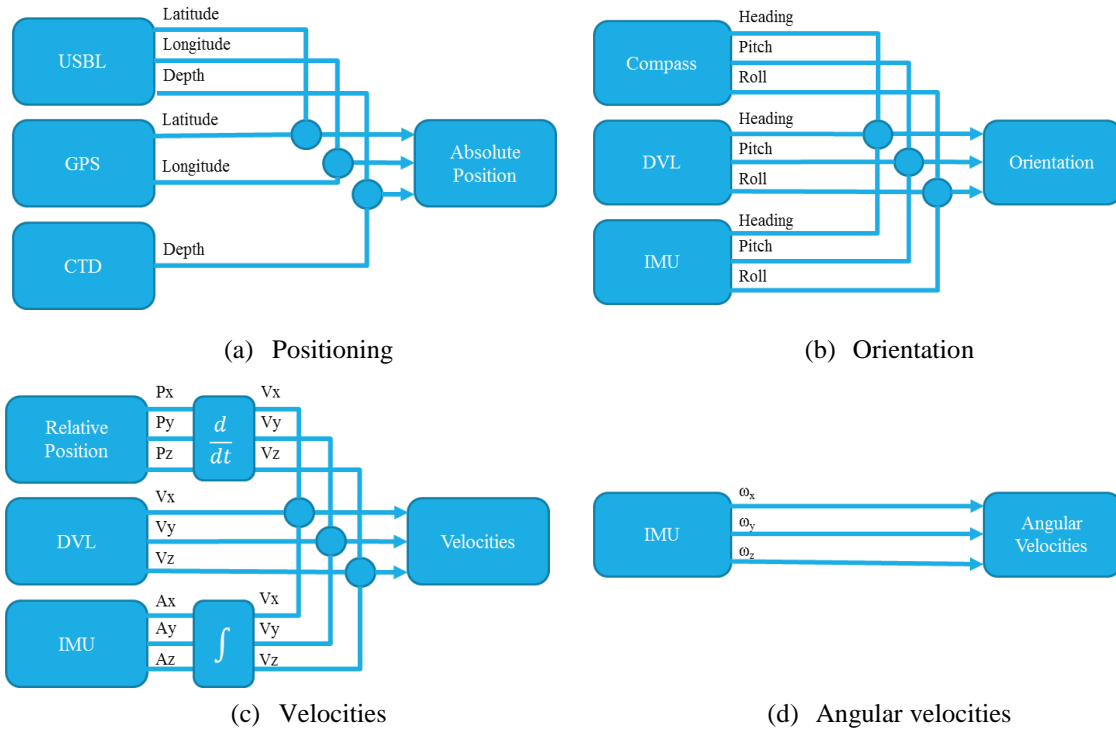 Latitude
USBL
Longitude
Depth
Latitude
GPS
Longitude
Absolute
Position
CTD
Depth
(a) Positioning
Heading
Compass
Pitch
Roll
Heading
DVL
Pitch
Roll
Orientation
Heading
IMU
Pitch
Roll
(b) Orientation
Px
Vx
Relative
Position
Py
d
dt
Vy
Pz
Vz
Vx
DVL
Vy
Vz
Velocities
Ax
Vx
IMU
Ay
∫
Vy
Az
Vz
(c) Velocities
ωx
IMU
ωy
ωz
Angular
Velocities
(d) Angular velocities